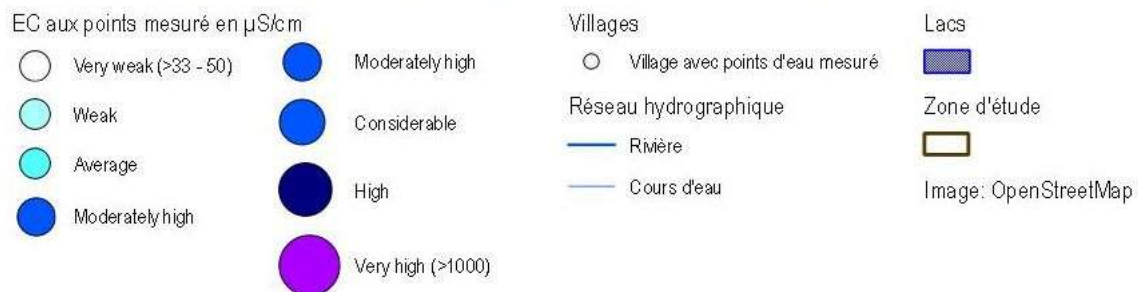 EC aux points mesuré en µS/cm
Very weak (>33 - 50)
Weak
Average
Moderately high
Moderately high
Considerable
High
Very high (>1000)
Villages
Village avec points d'eau mesuré
Réseau hydrographique
Rivière
Cours d'eau
Lacs
Zone d'étude
Image: OpenStreetMap